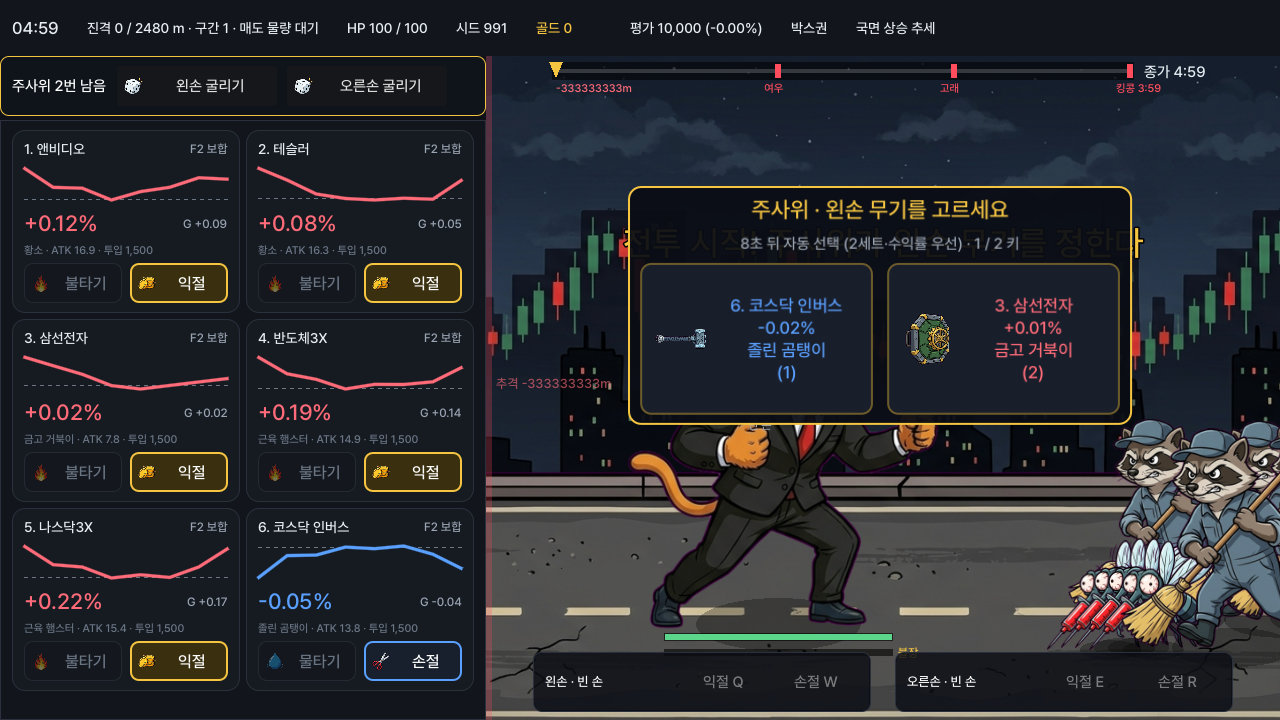 04:59 진격 0 / 2480 m · 구간 1 · 매도 물량 대기 HP 100 / 100 시드 991 골드 0 평가 10,000 (-0.00%) 박스권 국면 상승 추세
주사위 2번 남음 왼손 굴리기 오른손 굴리기
1. 앤비디오 F2 보합
+0.12% G +0.09
황소 · ATK 16.9 · 투입 1,500
불타기 익절
2. 테슬러 F2 보합
+0.08% G +0.05
황소 · ATK 16.3 · 투입 1,500
불타기 익절
3. 삼선전자 F2 보합
+0.02% G +0.02
금고 거북이 · ATK 7.8 · 투입 1,500
불타기 익절
4. 반도체3X F2 보합
+0.19% G +0.14
근육 햄스터 · ATK 14.9 · 투입 1,500
불타기 익절
5. 나스닥3X F2 보합
+0.22% G +0.17
근육 햄스터 · ATK 15.4 · 투입 1,500
불타기 익절
6. 코스닥 인버스 F2 보합
-0.05% G -0.04
졸린 곰탱이 · ATK 13.8 · 투입 1,500
물타기 손절
종가 4:59
-333333333m 여우 고래 킹콩 3:59
주사위 · 왼손 무기를 고르세요
8초 뒤 자동 선택 (2세트·수익률 우선) · 1 / 2 키
6. 코스닥 인버스
-0.02%
졸린 곰탱이
(1)
3. 삼선전자
+0.01%
금고 거북이
(2)
추격 -333333333m
왼손 · 빈 손 익절 Q 손절 W
오른손 · 빈 손 익절 E 손절 R